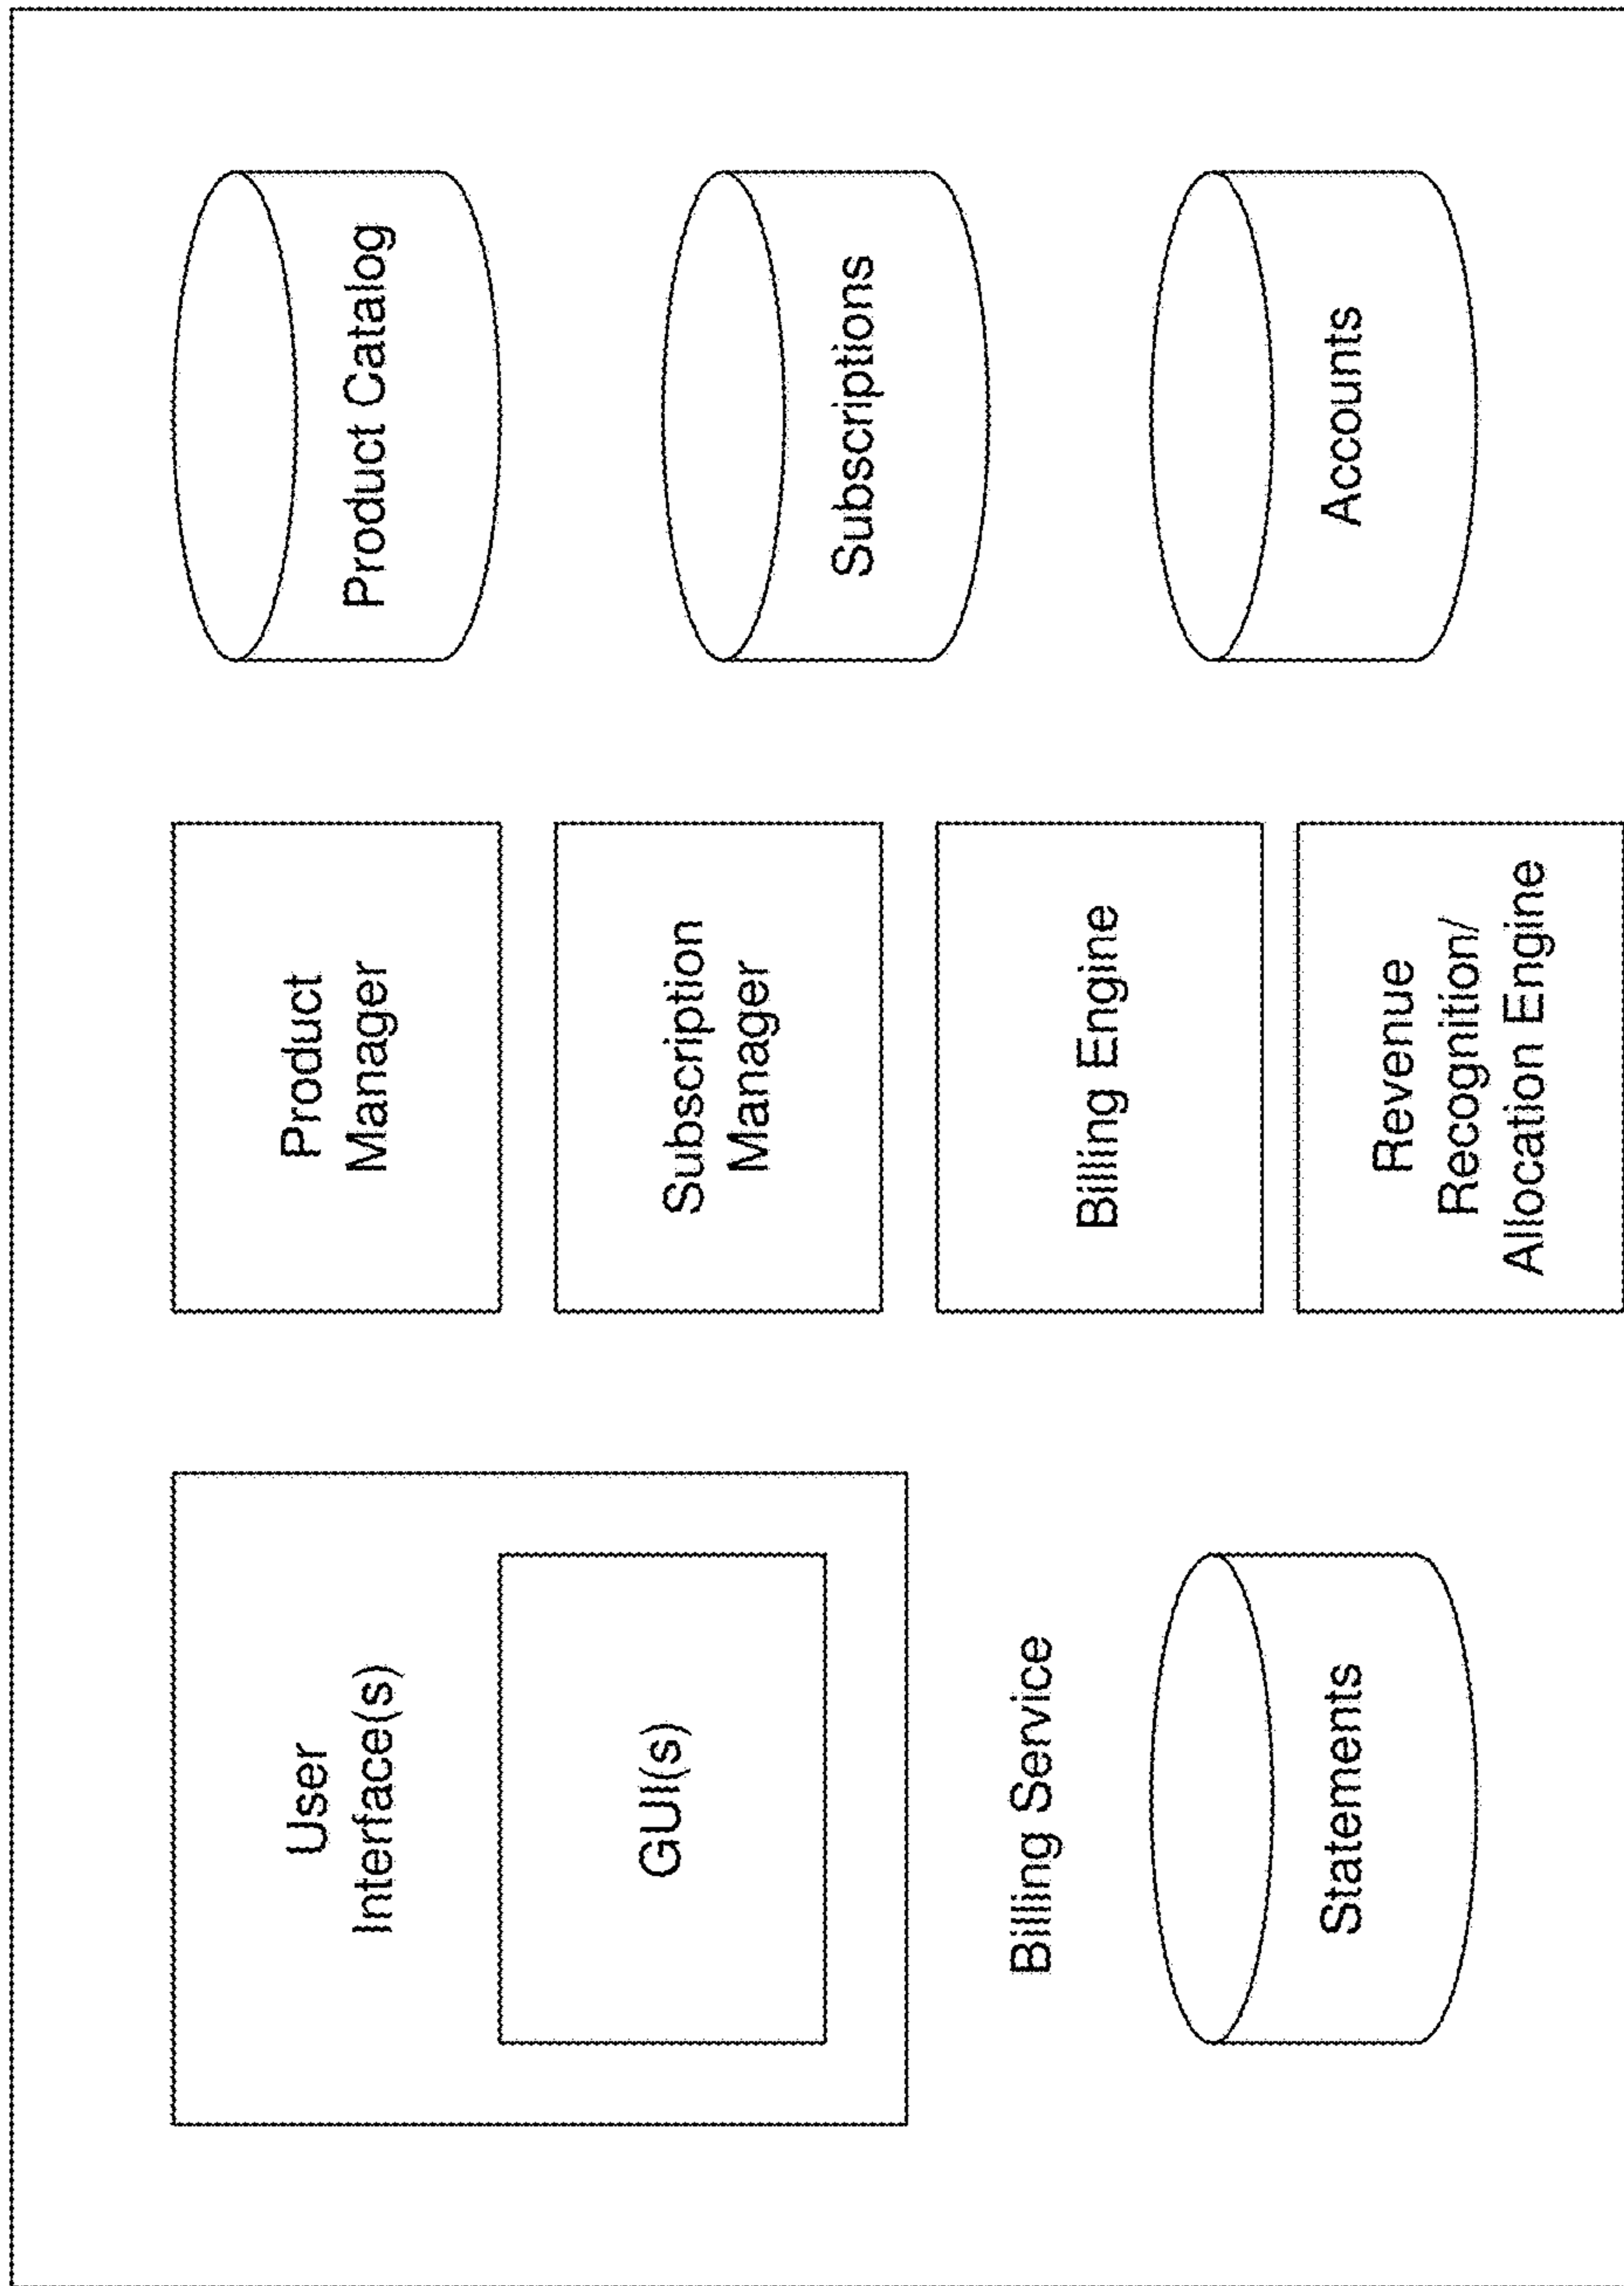 User
Interface(s)
GUI(s)
Billing Service
Statements
Product
Manager
Subscription
Manager
Billing Engine
Revenue
Recognition/
Allocation Engine
Product Catalog
Subscriptions
Accounts